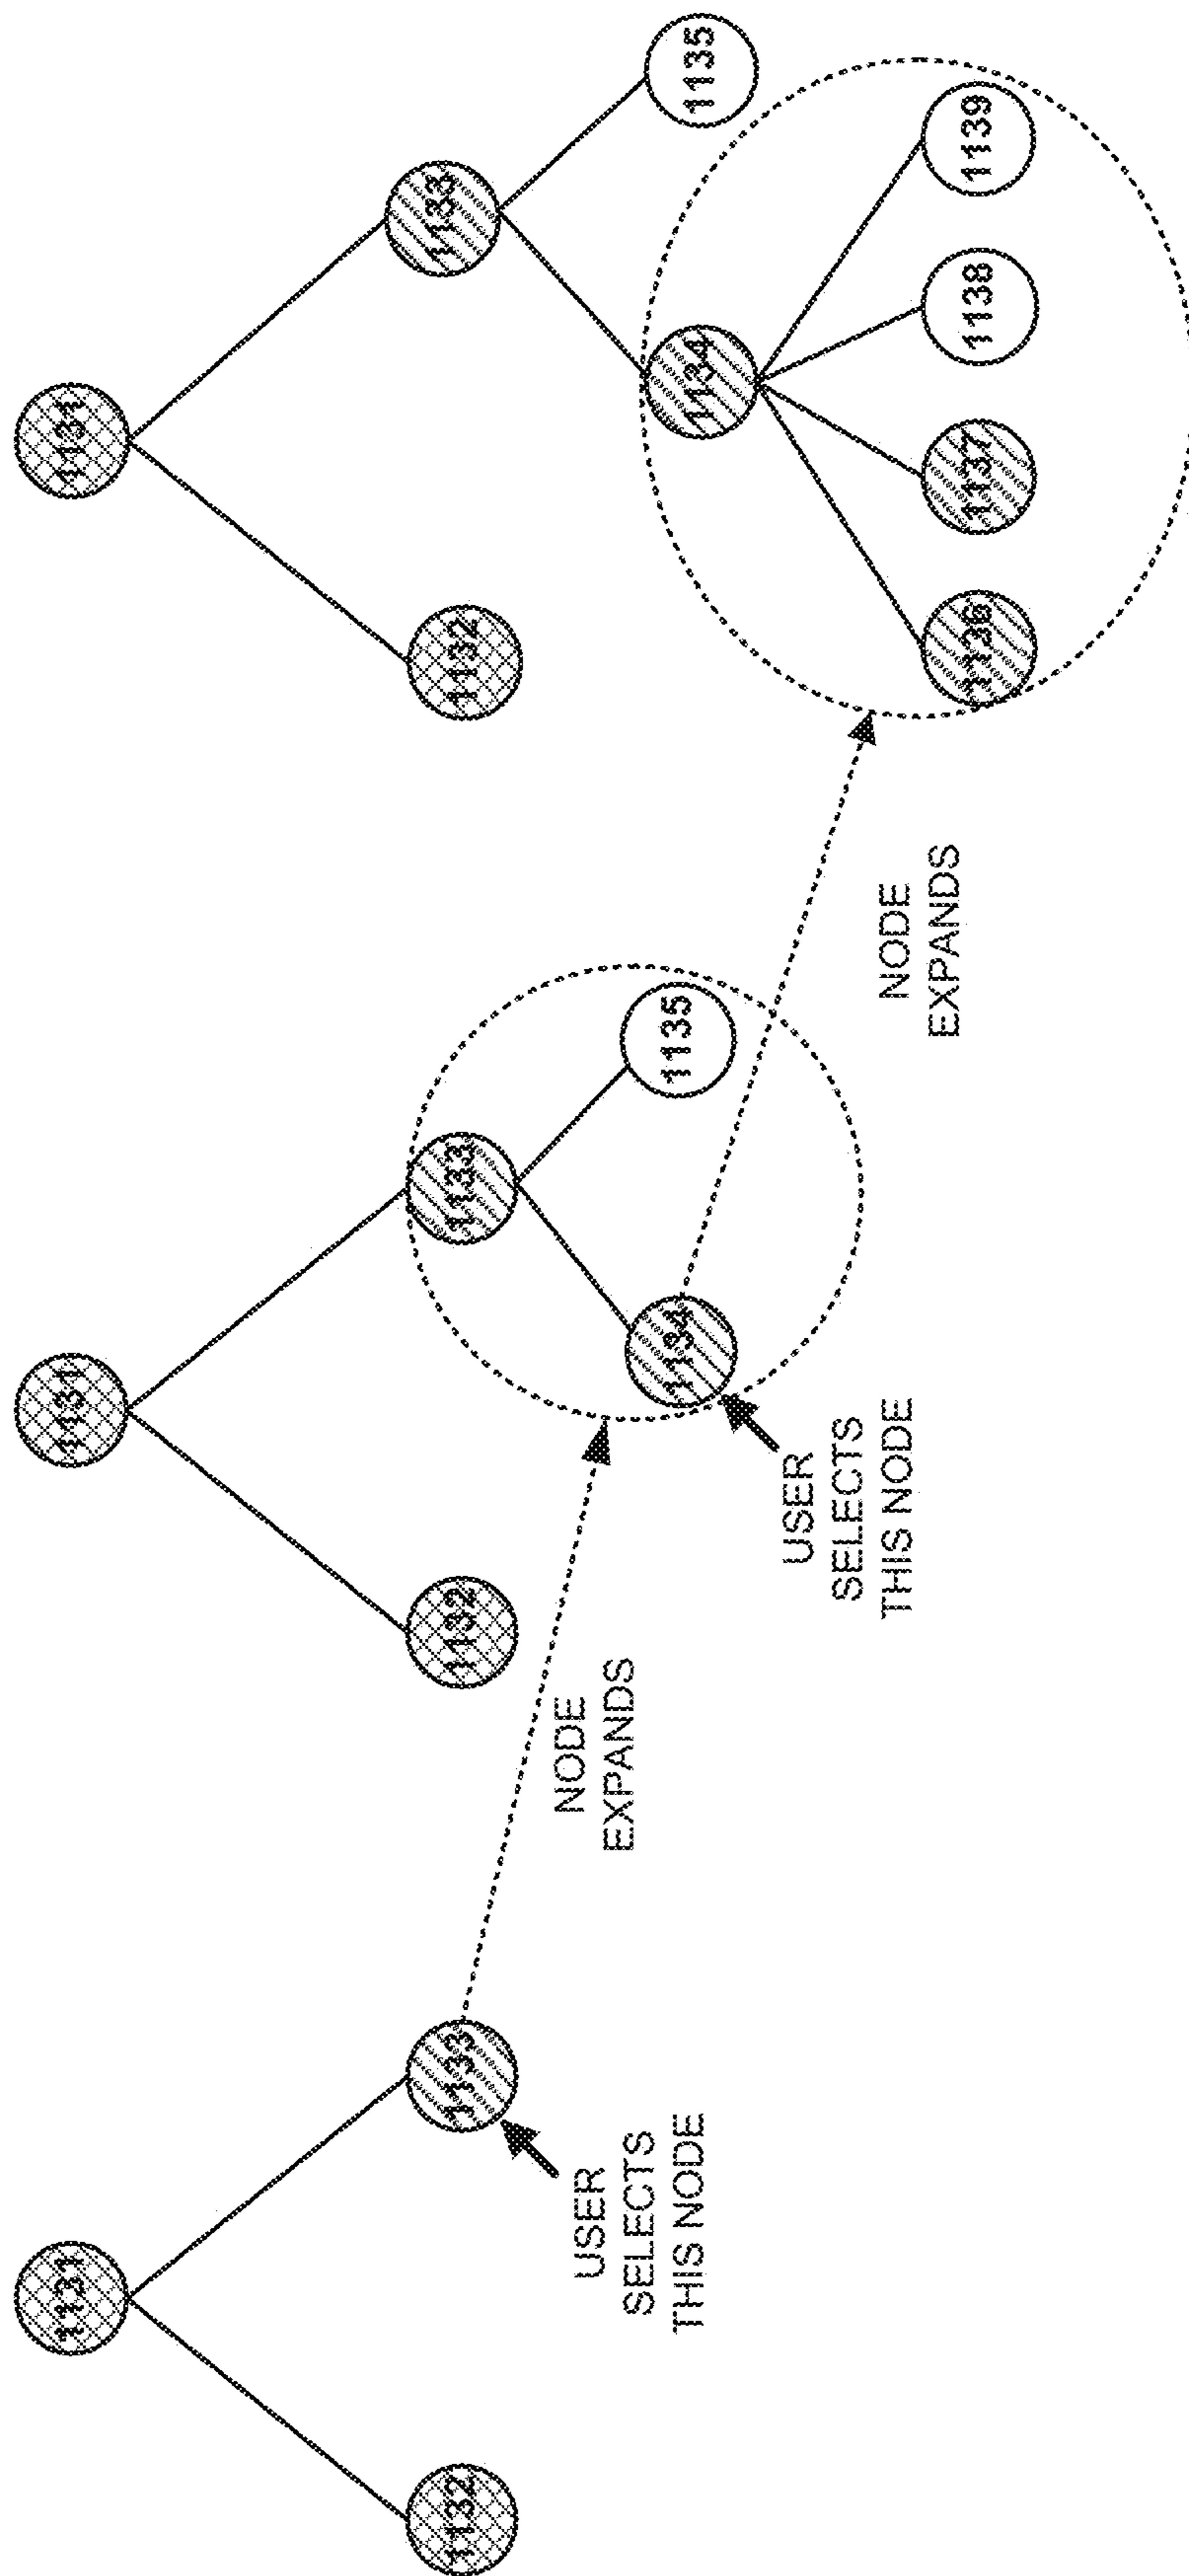 1131
1132
1133
USER
SELECTS
THIS NODE
NODE
EXPANDS
1131
1132
1133
1134
1135
USER
SELECTS
THIS NODE
NODE
EXPANDS
1131
1132
1133
1134
1135
1136
1137
1138
1139